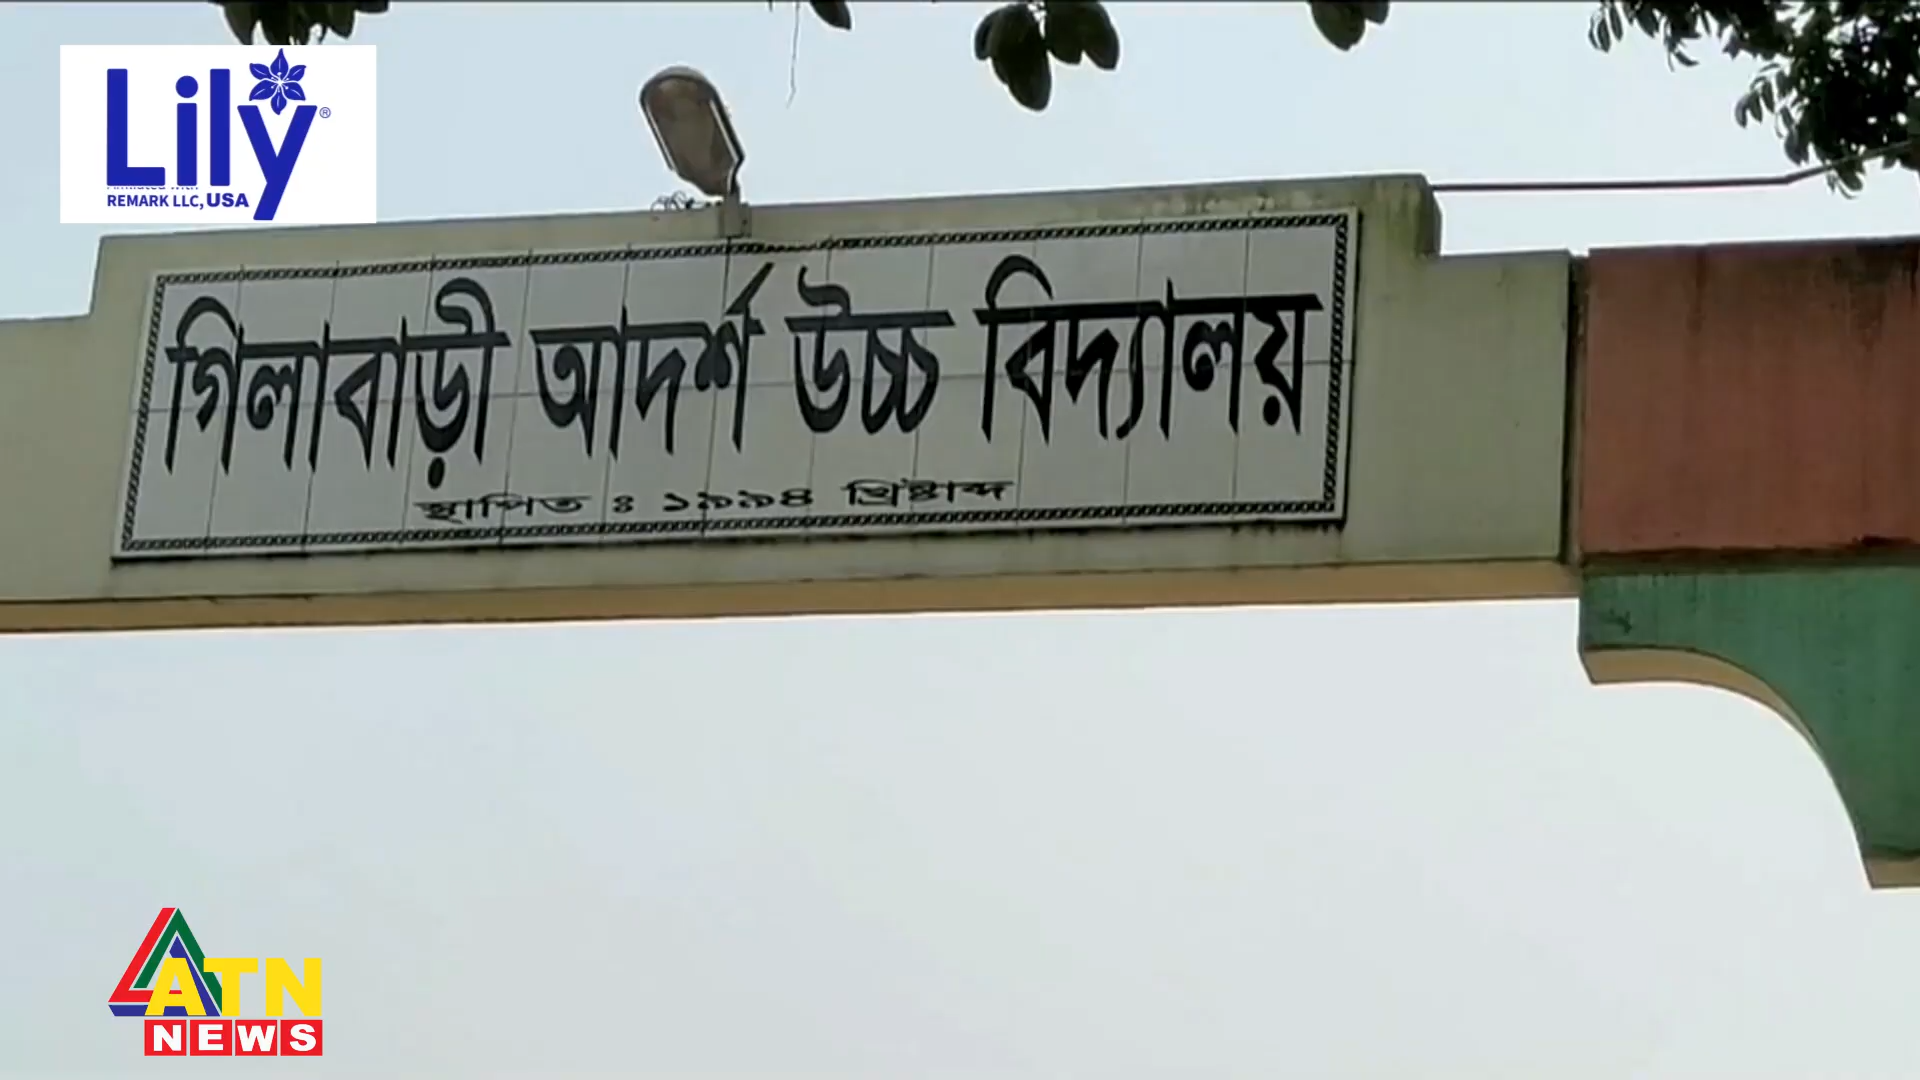 Lily®
REMARK LLC, USA
গিলাবাড়ী আদর্শ উচ্চ বিদ্যালয়
স্থাপিত ঃ ১৯৯৪ খ্রিষ্টাব্দ
ATN
NEWS